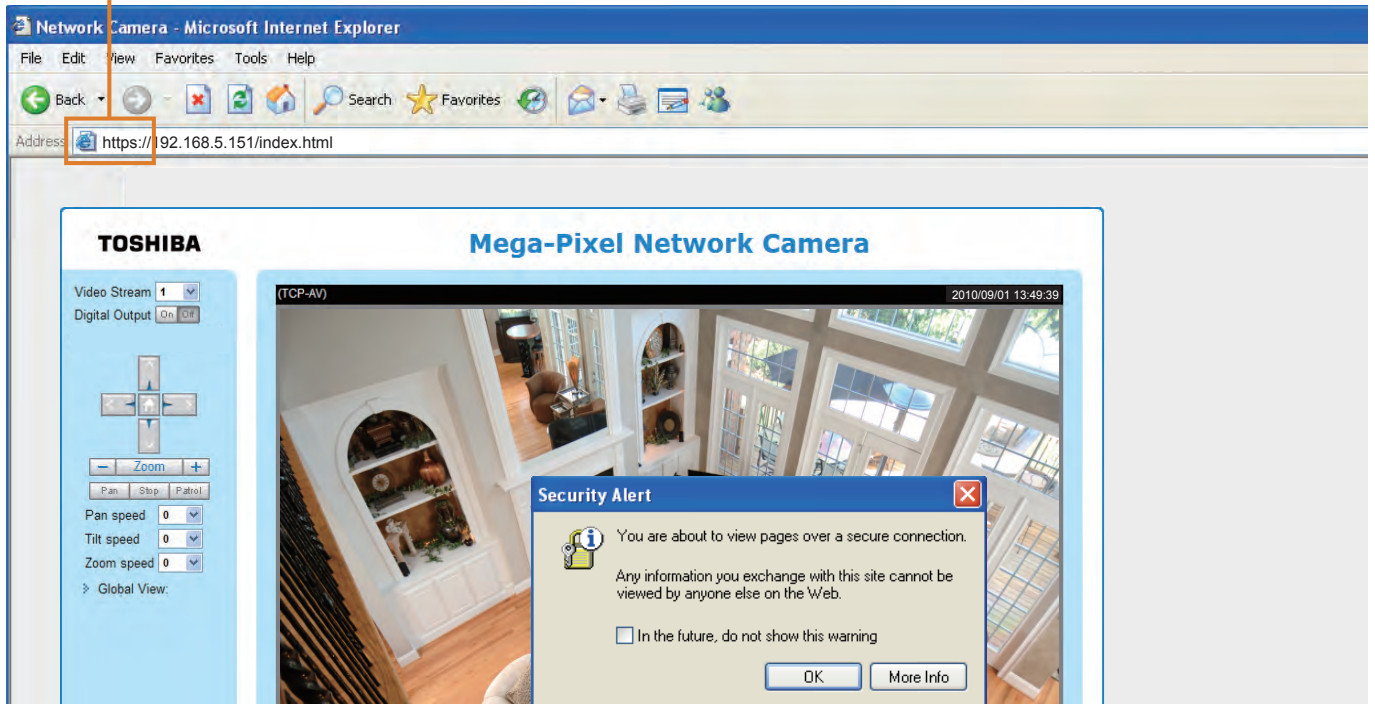 Network Camera - Microsoft Internet Explorer
File Edit View Favorites Tools Help
Back Search Favorites
Address https://192.168.5.151/index.html
TOSHIBA
Mega-Pixel Network Camera
Video Stream 1
Digital Output On Off
(TCP-AV) 2010/09/01 13:49:39
− Zoom +
Pan Stop Patrol
Pan speed 0
Tilt speed 0
Zoom speed 0
Global View:
Security Alert
You are about to view pages over a secure connection.
Any information you exchange with this site cannot be
viewed by anyone else on the Web.
In the future, do not show this warning
OK More Info